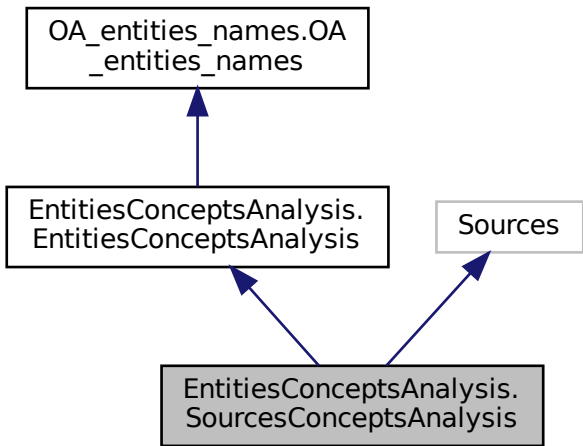 OA_entities_names.OA
_entities_names
EntitiesConceptsAnalysis.
EntitiesConceptsAnalysis
Sources
EntitiesConceptsAnalysis.
SourcesConceptsAnalysis